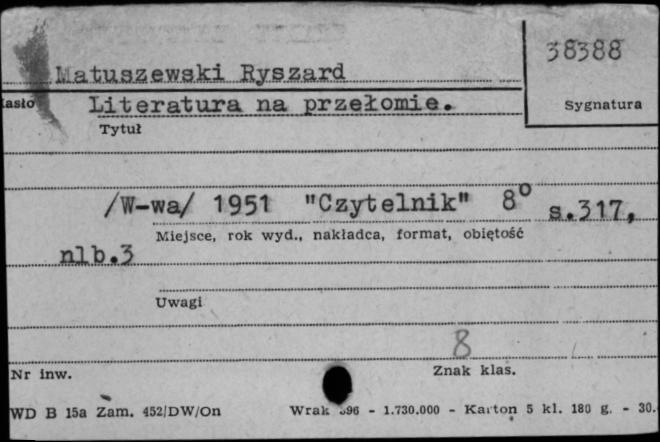 38388
Matuszewski Ryszard
Literatura na przełomie.
Sygnatura
Tytuł
/W-wa/ 1951 "Czytelnik" 8° s.317,
Miejsce, rok wyd., nakładca, format, objętość
nlb.3
Uwagi
8
Nr inw. Znak klas.
WD B 15a Zam. 452/DW/On Wrak - 1.730.000 - Karton 5 kl. 180 g. - 30.